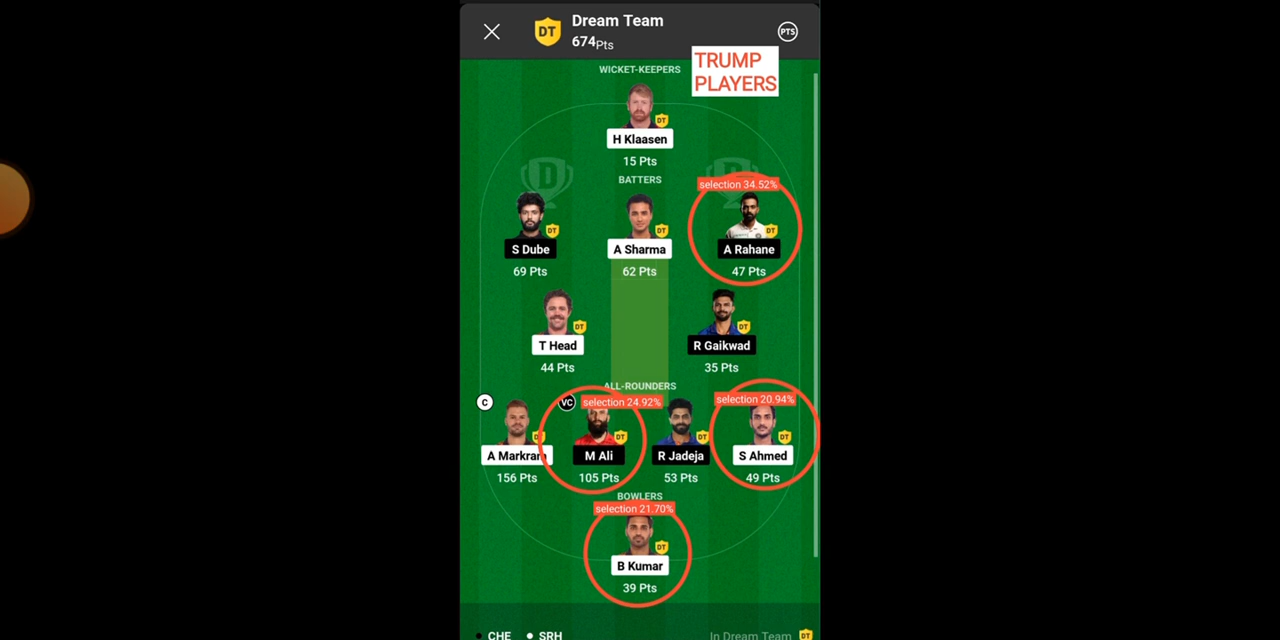 DT
Dream Team
674Pts
PTS
TRUMP
PLAYERS
WICKET-KEEPERS
DT
H Klaasen
15 Pts
BATTERS
selection 34.52%
DT
DT
DT
S Dube
A Sharma
A Rahane
69 Pts
62 Pts
47 Pts
DT
DT
T Head
R Gaikwad
44 Pts
35 Pts
ALL-ROUNDERS
C
VC
selection 24.92%
selection 20.94%
DT
DT
DT
DT
A Markram
M Ali
R Jadeja
S Ahmed
156 Pts
105 Pts
53 Pts
49 Pts
BOWLERS
selection 21.70%
DT
B Kumar
39 Pts
CHE
SRH
In Dream Team
DT